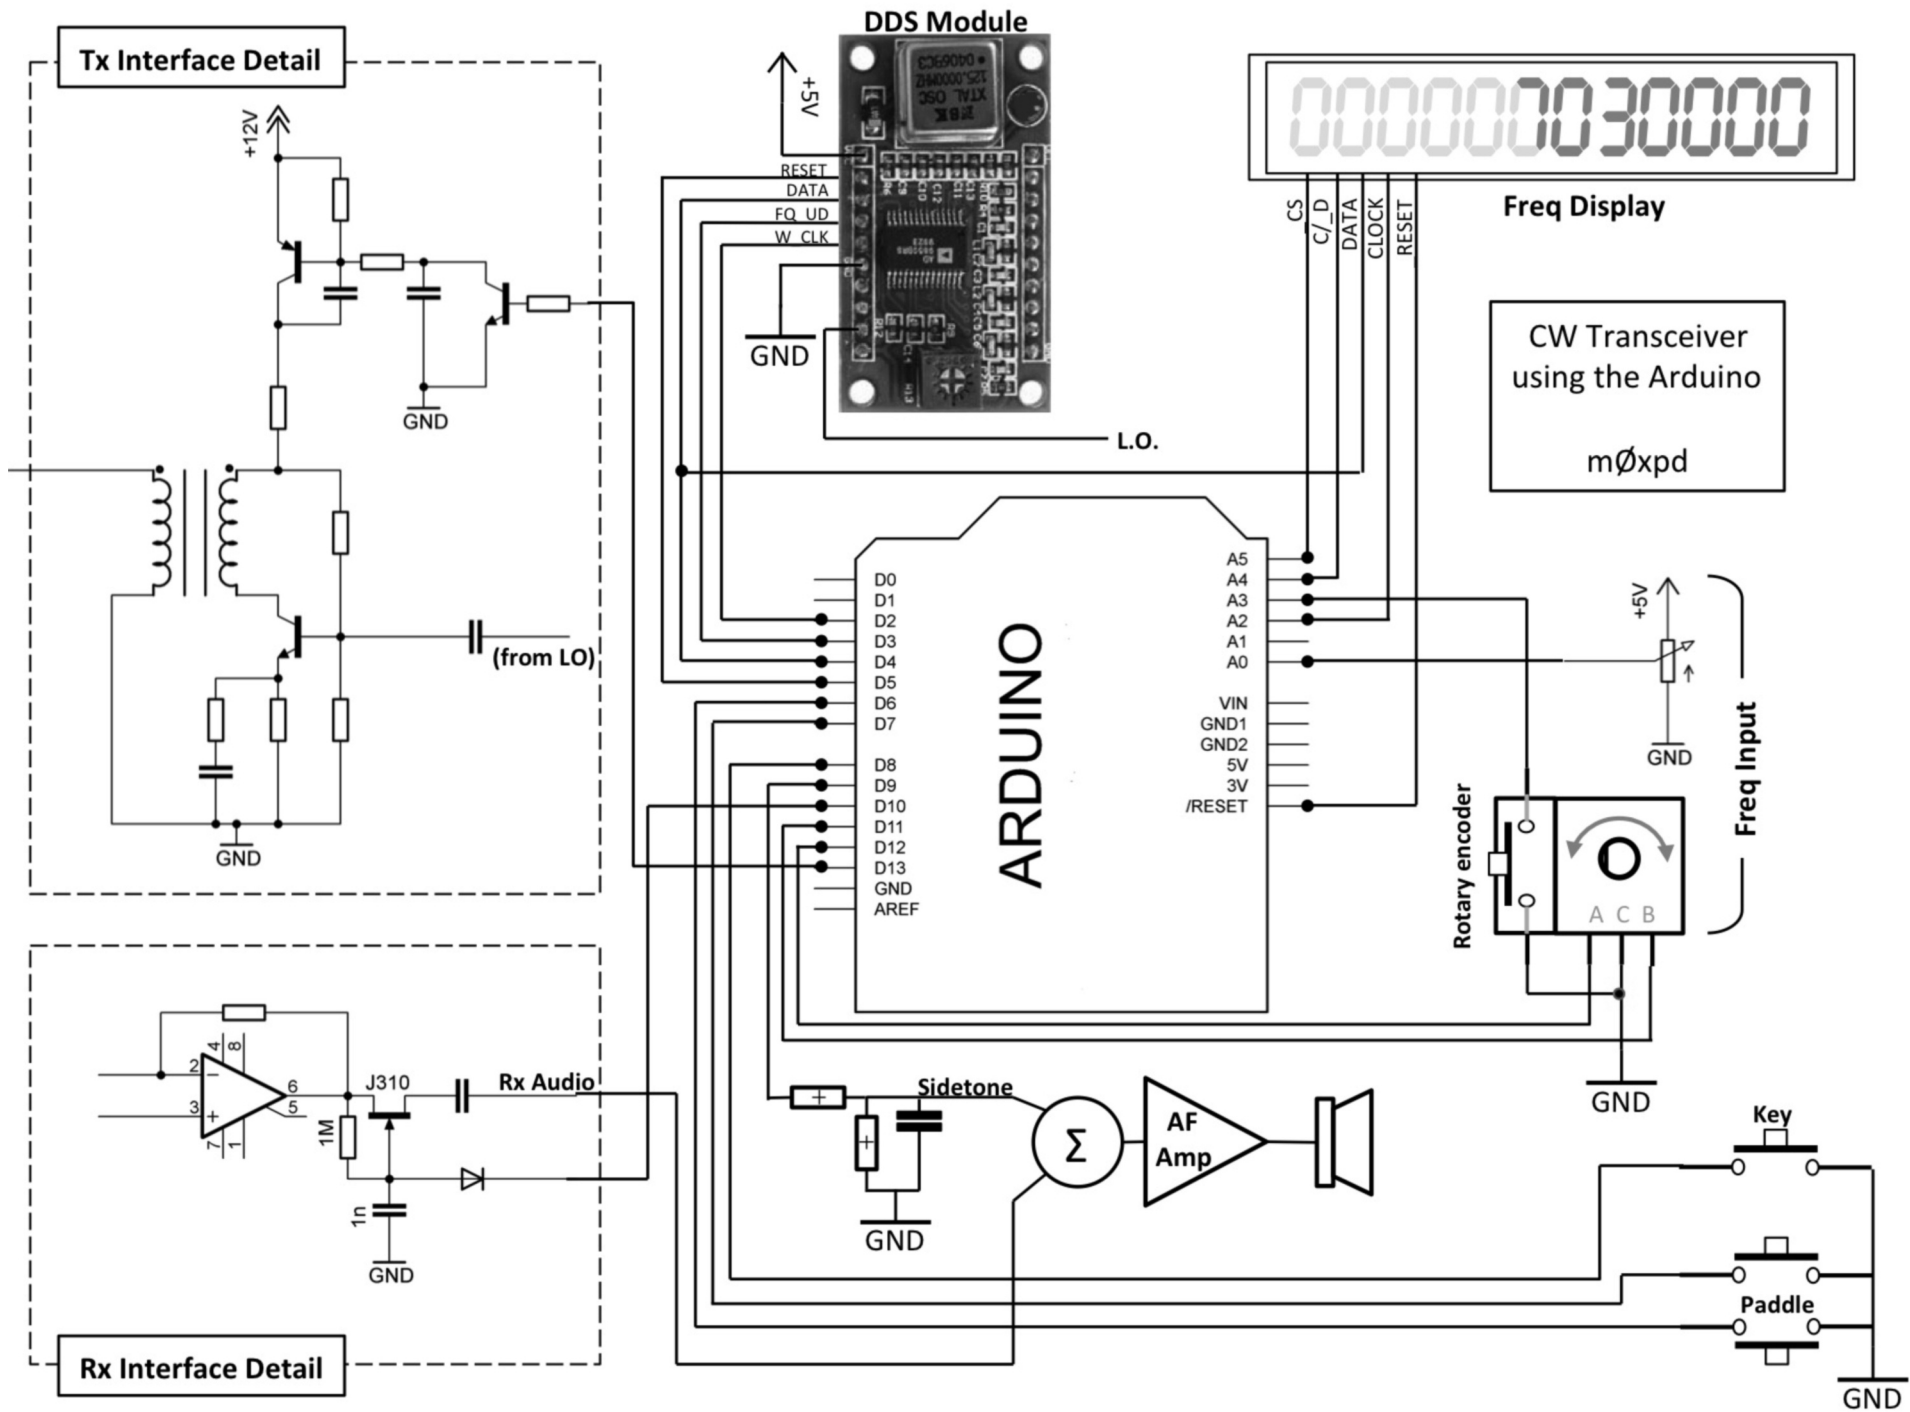 DDS Module
Tx Interface Detail
+12V
GND
(from LO)
GND
+5V
RESET
DATA
FQ_UD
W_CLK
GND
L.O.
_CS
C/_D
DATA
CLOCK
RESET_
Freq Display
7030000
CW Transceiver
using the Arduino
mØxpd
ARDUINO
D0
D1
D2
D3
D4
D5
D6
D7
D8
D9
D10
D11
D12
D13
GND
AREF
A5
A4
A3
A2
A1
A0
VIN
GND1
GND2
5V
3V
/RESET
+5V
GND
Freq Input
Rotary encoder
A C B
GND
4
8
2
−
3
+
6
5
7
1
J310
1M
1n
GND
Rx Audio
Rx Interface Detail
Sidetone
GND
Σ
AF
Amp
Key
Paddle
GND